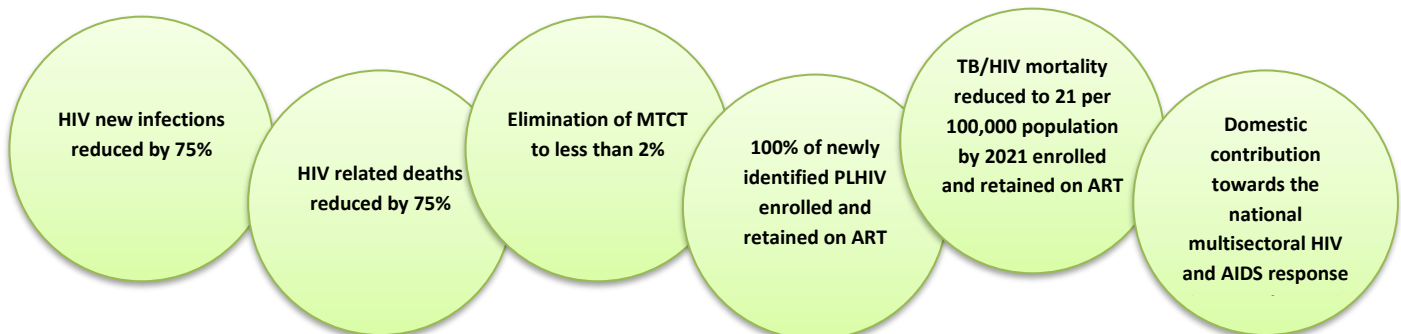 HIV new infections
reduced by 75%
HIV related deaths
reduced by 75%
Elimination of MTCT
to less than 2%
100% of newly
identified PLHIV
enrolled and
retained on ART
TB/HIV mortality
reduced to 21 per
100,000 population
by 2021 enrolled
and retained on ART
Domestic
contribution
towards the
national
multisectoral HIV
and AIDS response